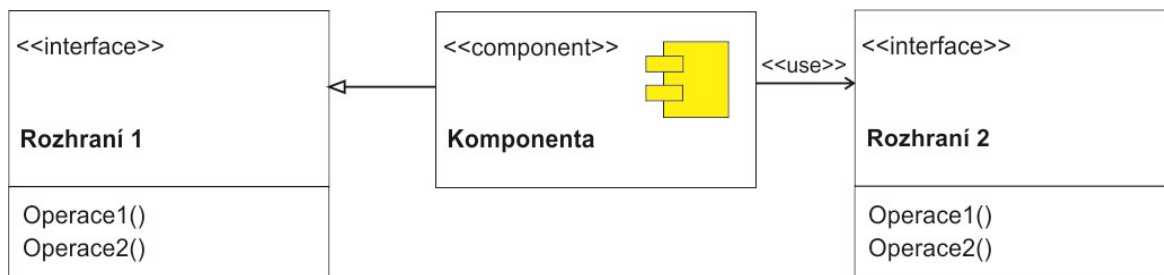 <<interface>>
Rozhraní 1
Operace1()
Operace2()
<<component>>
Komponenta
<<use>>
<<interface>>
Rozhraní 2
Operace1()
Operace2()